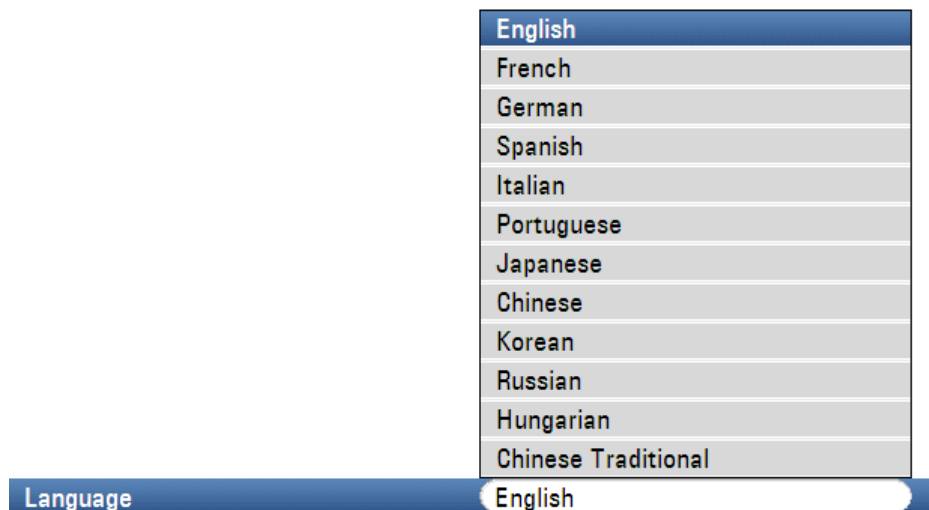 English
French
German
Spanish
Italian
Portuguese
Japanese
Chinese
Korean
Russian
Hungarian
Chinese Traditional
Language English